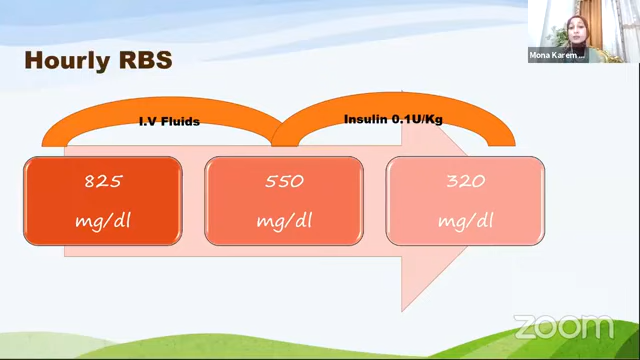 Mona Karem ...
Hourly RBS
I.V Fluids
Insulin 0.1U/Kg
825
mg/dl
550
mg/dl
320
mg/dl
zoom